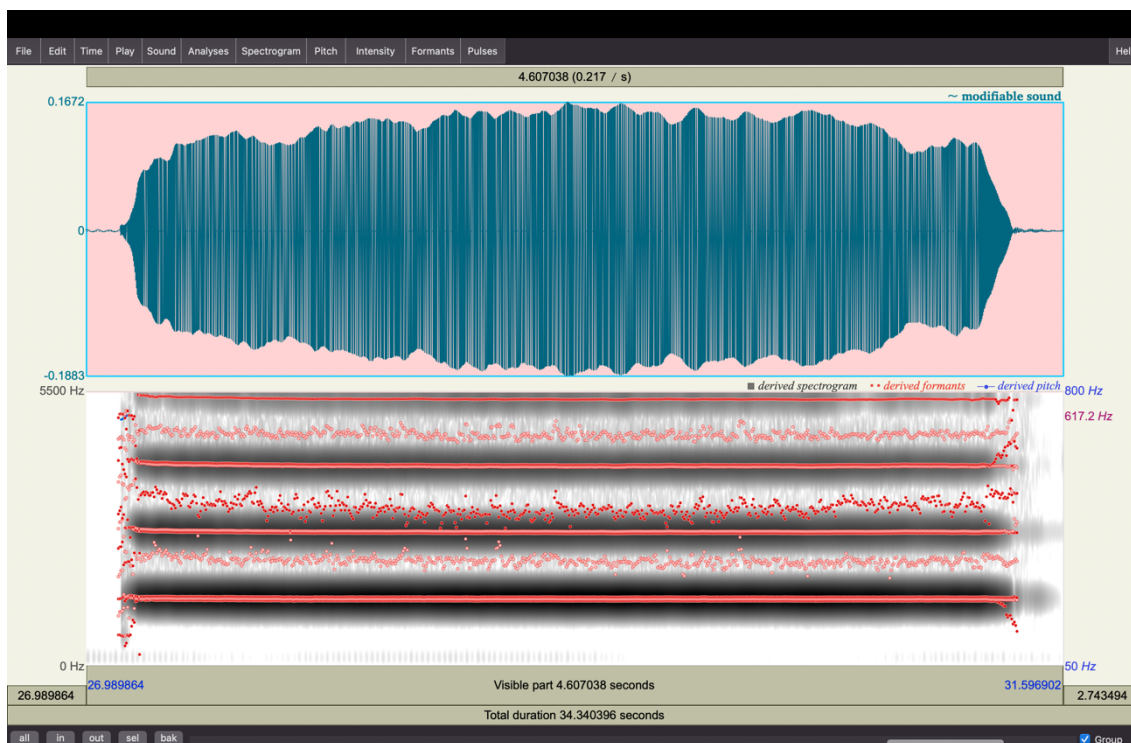 File Edit Time Play Sound Analyses Spectrogram Pitch Intensity Formants Pulses Hel
4.607038 (0.217 / s)
~ modifiable sound
0.1672
0
-0.1883
5500 Hz
derived spectrogram derived formants derived pitch
800 Hz
617.2 Hz
0 Hz
50 Hz
26.989864
Visible part 4.607038 seconds
31.596902
26.989864
2.743494
Total duration 34.340396 seconds
all in out sel bak
Group